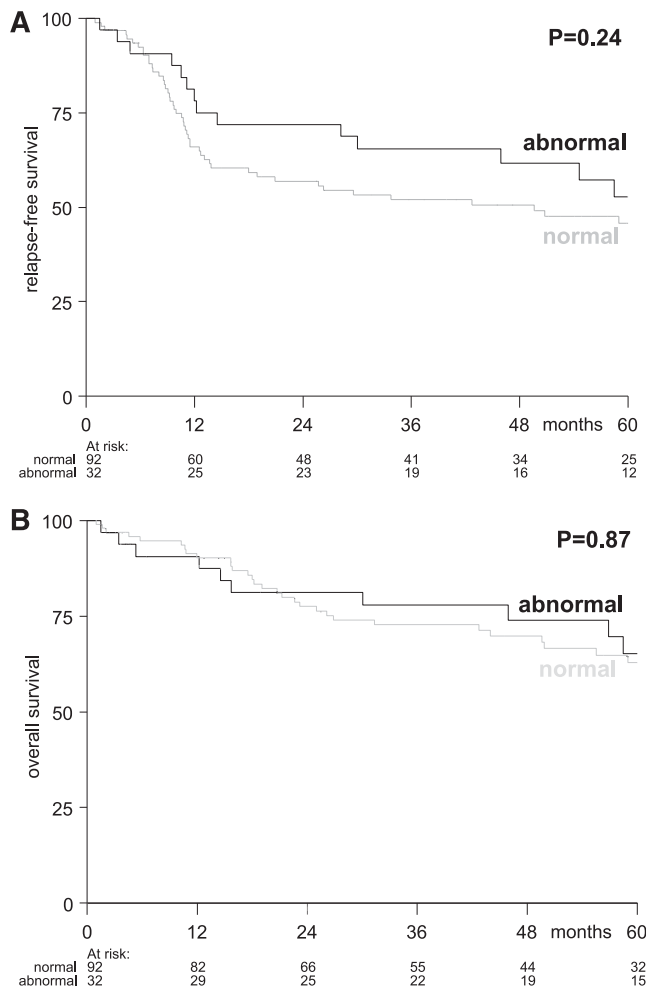 A
P=0.24
100
75
50
25
0
relapse-free survival
abnormal
normal
0 12 24 36 48 months 60
At risk:
normal 92 60 48 41 34 25
abnormal 32 25 23 19 16 12
B
P=0.87
100
75
50
25
0
overall survival
abnormal
normal
0 12 24 36 48 months 60
At risk:
normal 92 82 66 55 44 32
abnormal 32 29 25 22 19 15